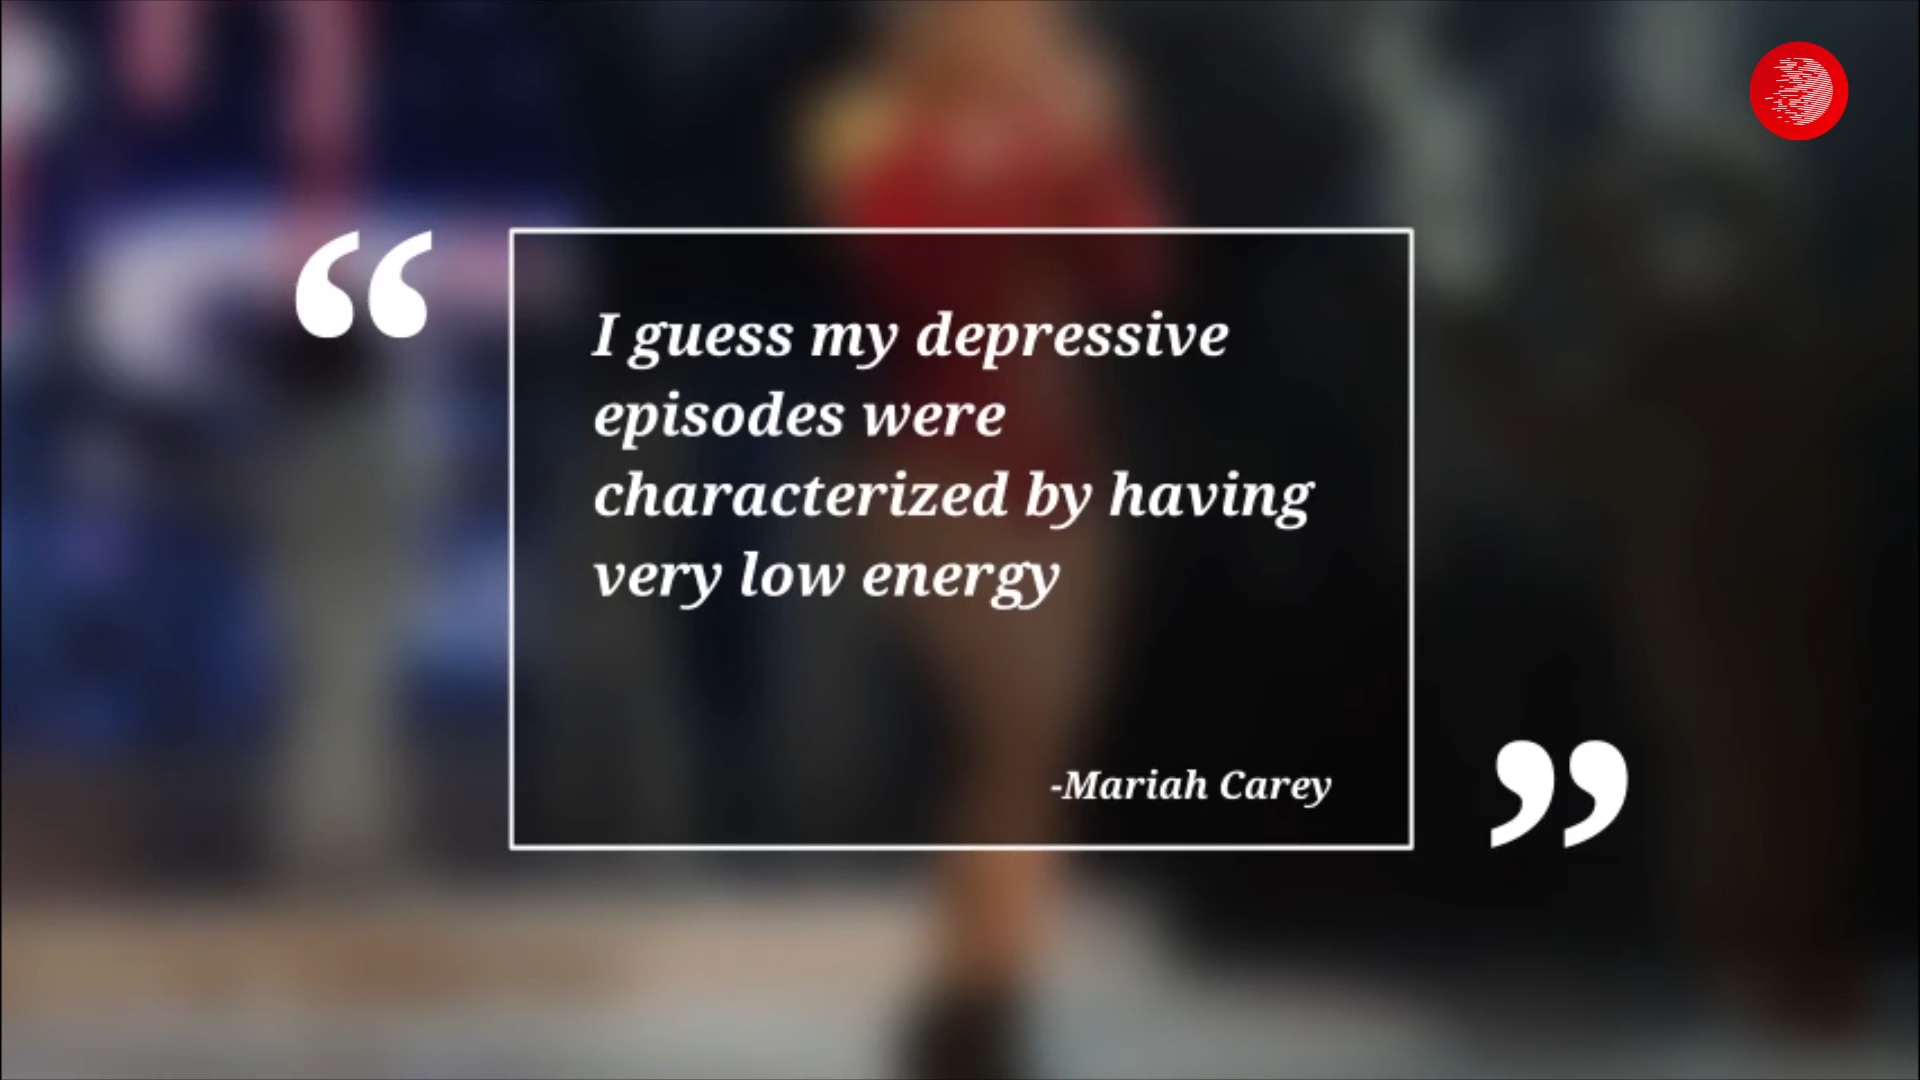 “
I guess my depressive
episodes were
characterized by having
very low energy
-Mariah Carey
”